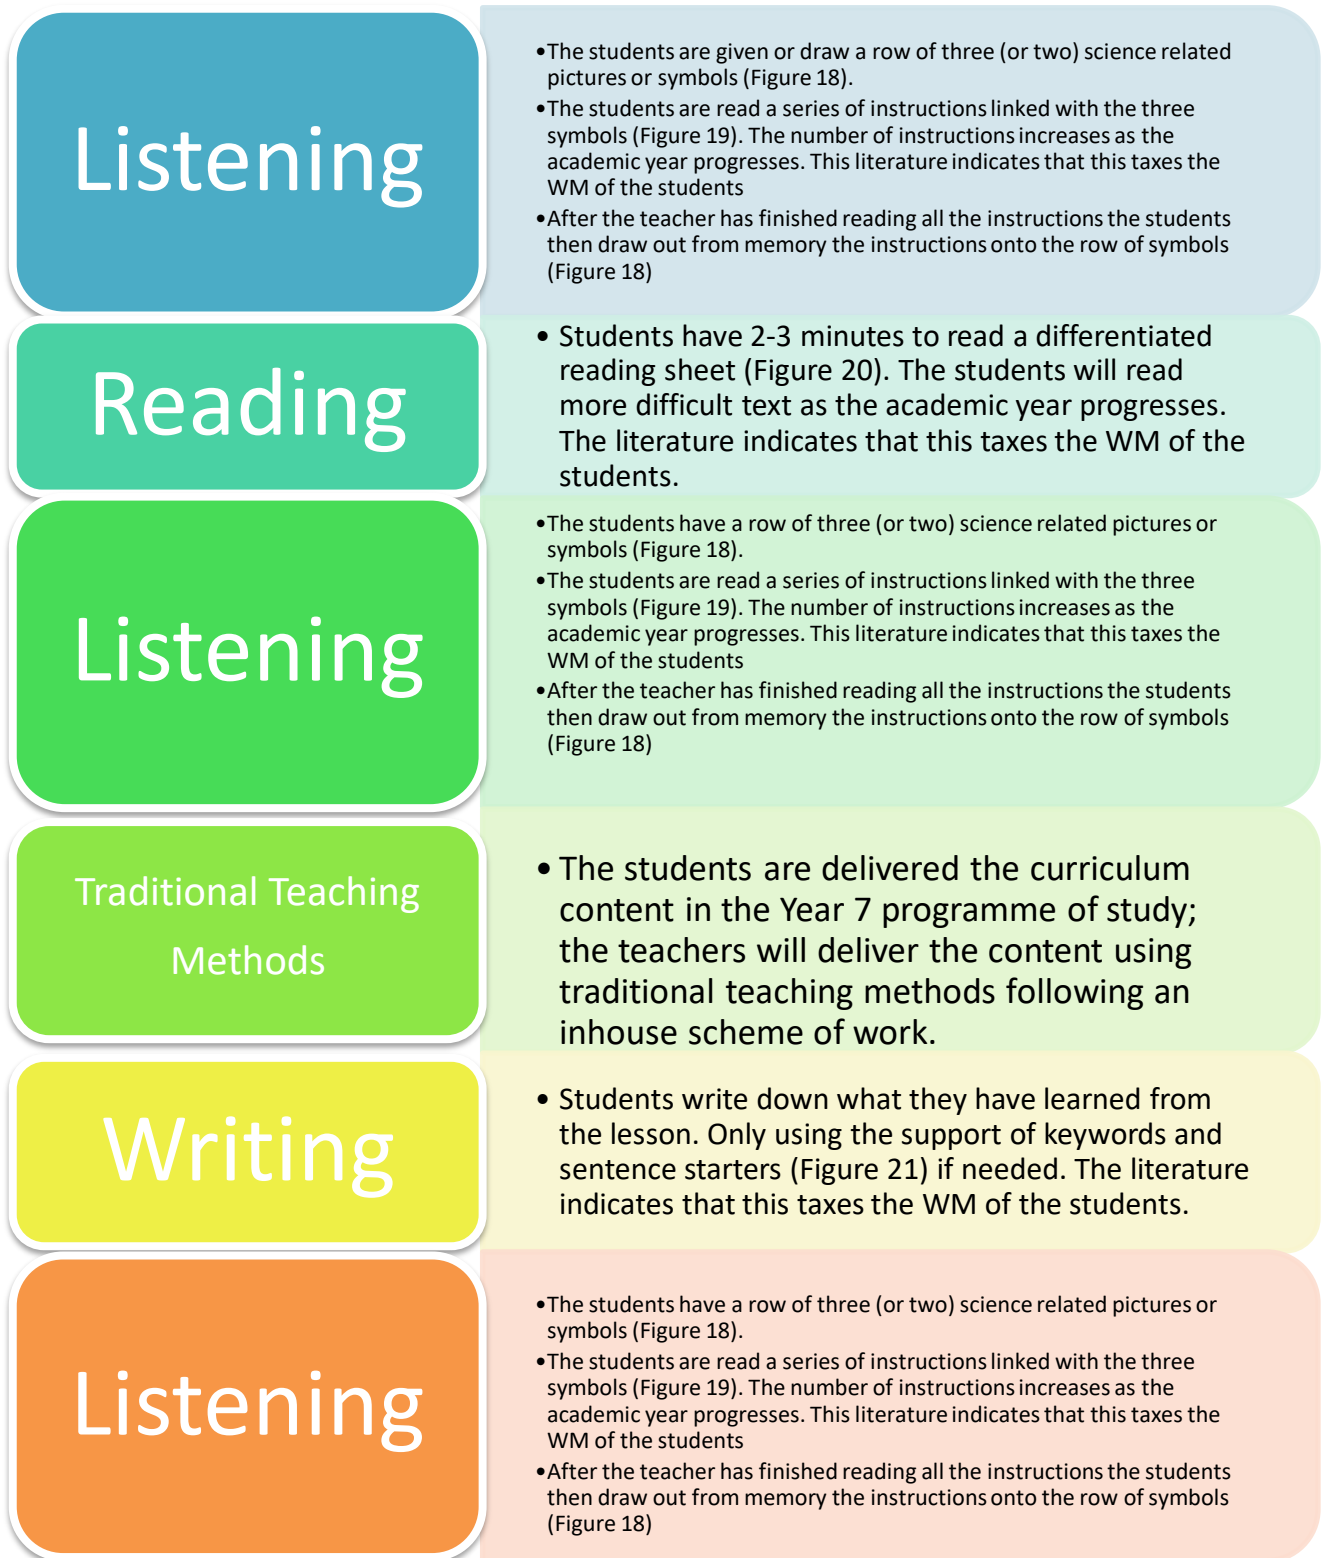 Listening
•The students are given or draw a row of three (or two) science related
pictures or symbols (Figure 18).
•The students are read a series of instructions linked with the three
symbols (Figure 19). The number of instructions increases as the
academic year progresses. This literature indicates that this taxes the
WM of the students
•After the teacher has finished reading all the instructions the students
then draw out from memory the instructions onto the row of symbols
(Figure 18)
Reading
• Students have 2-3 minutes to read a differentiated
reading sheet (Figure 20). The students will read
more difficult text as the academic year progresses.
The literature indicates that this taxes the WM of the
students.
Listening
•The students have a row of three (or two) science related pictures or
symbols (Figure 18).
•The students are read a series of instructions linked with the three
symbols (Figure 19). The number of instructions increases as the
academic year progresses. This literature indicates that this taxes the
WM of the students
•After the teacher has finished reading all the instructions the students
then draw out from memory the instructions onto the row of symbols
(Figure 18)
Traditional Teaching
Methods
• The students are delivered the curriculum
content in the Year 7 programme of study;
the teachers will deliver the content using
traditional teaching methods following an
inhouse scheme of work.
Writing
• Students write down what they have learned from
the lesson. Only using the support of keywords and
sentence starters (Figure 21) if needed. The literature
indicates that this taxes the WM of the students.
Listening
•The students have a row of three (or two) science related pictures or
symbols (Figure 18).
•The students are read a series of instructions linked with the three
symbols (Figure 19). The number of instructions increases as the
academic year progresses. This literature indicates that this taxes the
WM of the students
•After the teacher has finished reading all the instructions the students
then draw out from memory the instructions onto the row of symbols
(Figure 18)